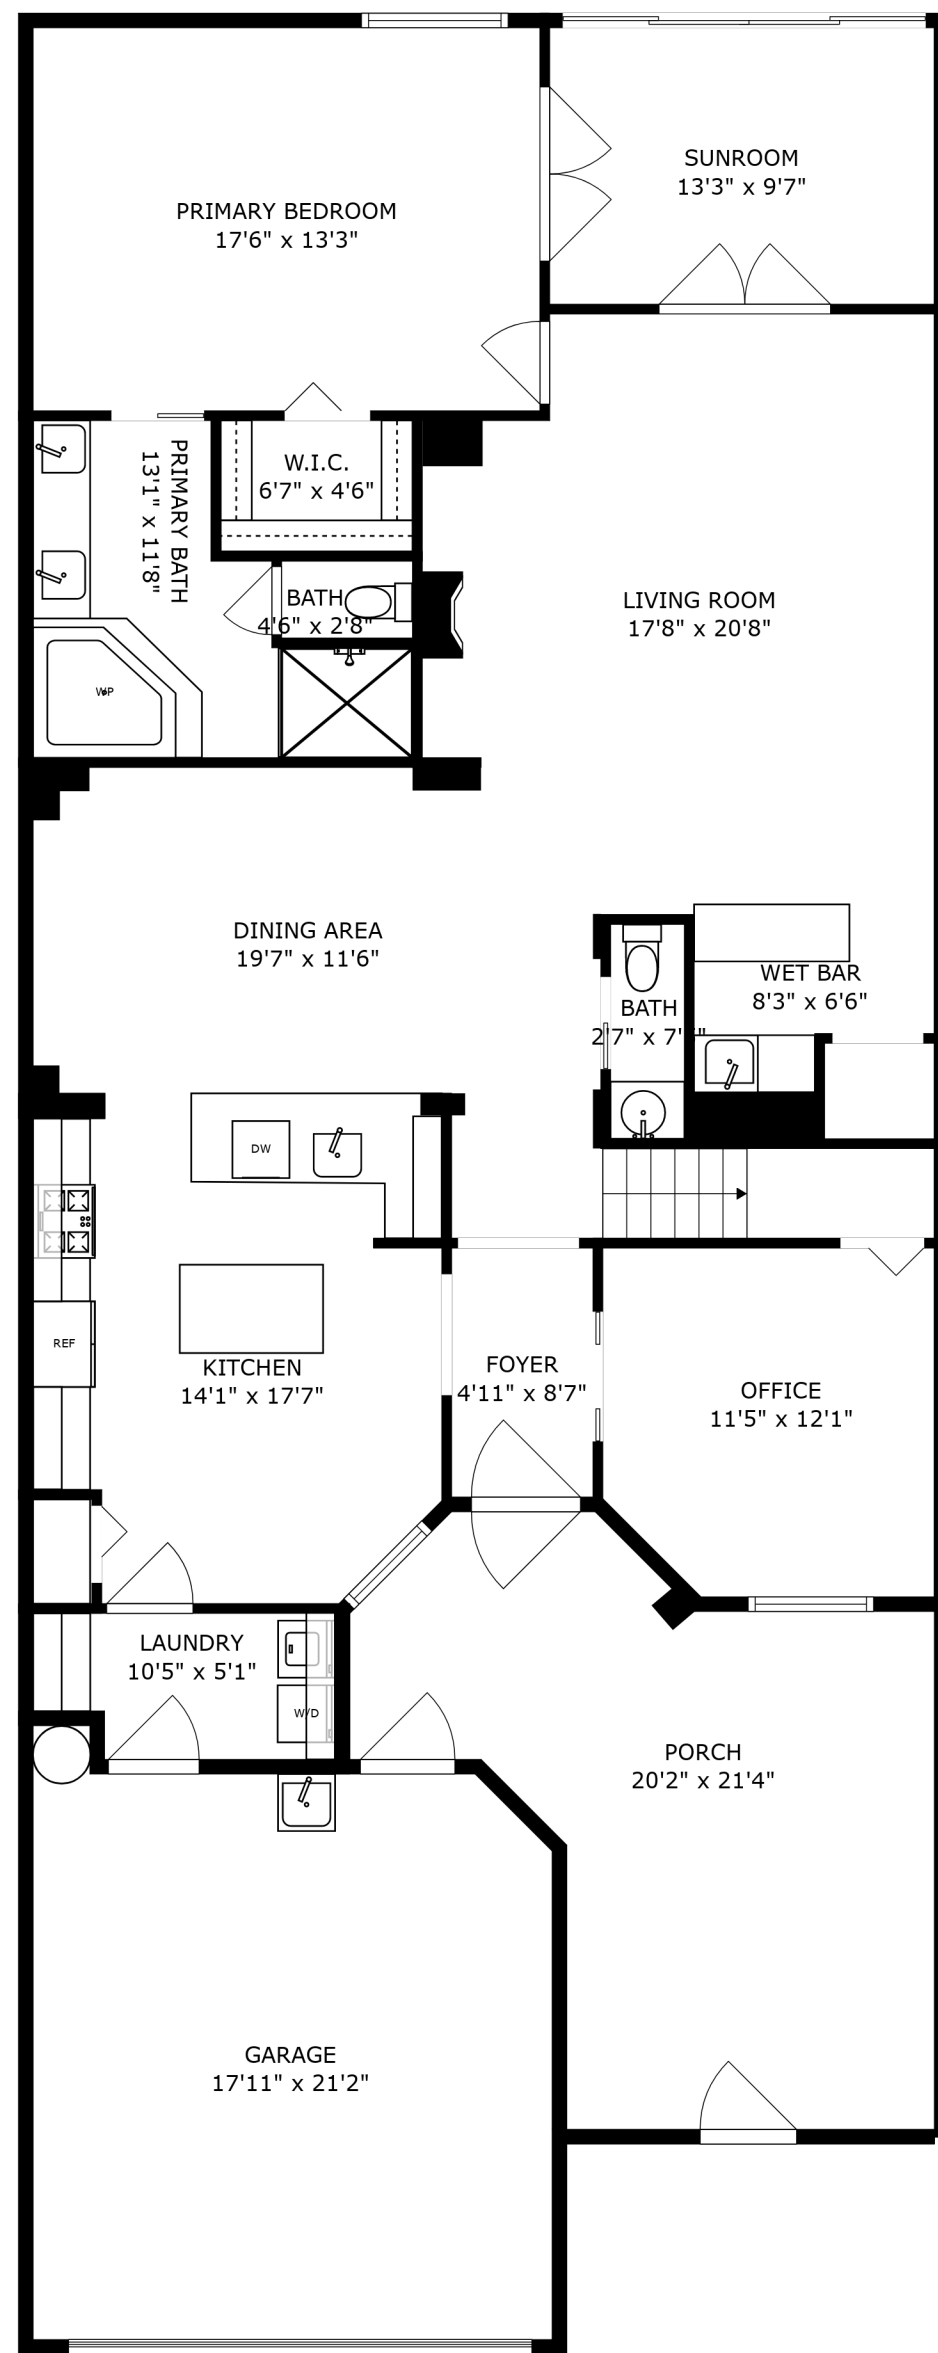 SUNROOM
13'3" x 9'7"
PRIMARY BEDROOM
17'6" x 13'3"
PRIMARY BATH
13'1" x 11'8"
W.I.C.
6'7" x 4'6"
BATH
4'6" x 2'8"
LIVING ROOM
17'8" x 20'8"
WP
DINING AREA
19'7" x 11'6"
WET BAR
8'3" x 6'6"
BATH
DW
REF
KITCHEN
14'1" x 17'7"
FOYER
4'11" x 8'7"
OFFICE
11'5" x 12'1"
LAUNDRY
10'5" x 5'1"
W/D
PORCH
20'2" x 21'4"
GARAGE
17'11" x 21'2"